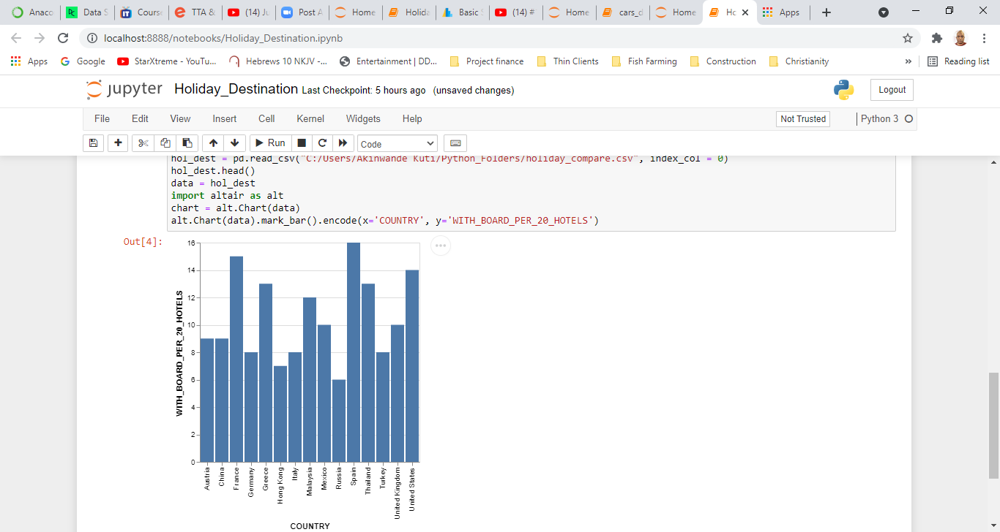 Anaco Data S Course TTA & (14) Ju Post A Home Holida Basic S (14) # Home cars_d Home Ho Apps
localhost:8888/notebooks/Holiday_Destination.ipynb
Apps Google StarXtreme - YouTu... Hebrews 10 NKJV -... Entertainment | DD... Project finance Thin Clients Fish Farming Construction Christianity » Reading list
jupyter Holiday_Destination Last Checkpoint: 5 hours ago (unsaved changes) Logout
File Edit View Insert Cell Kernel Widgets Help Not Trusted Python 3
Run Code
hol_dest = pd.read_csv("C:/Users/Akinwande Kuti/Python_Folders/holiday_compare.csv", index_col = 0)
hol_dest.head()
data = hol_dest
import altair as alt
chart = alt.Chart(data)
alt.Chart(data).mark_bar().encode(x='COUNTRY', y='WITH_BOARD_PER_20_HOTELS')
Out[4]:
WITH_BOARD_PER_20_HOTELS
16
14
12
10
8
6
4
2
0
Austria
China
France
Germany
Greece
Hong Kong
Italy
Malaysia
Mexico
Russia
Spain
Thailand
Turkey
United Kingdom
United States
COUNTRY